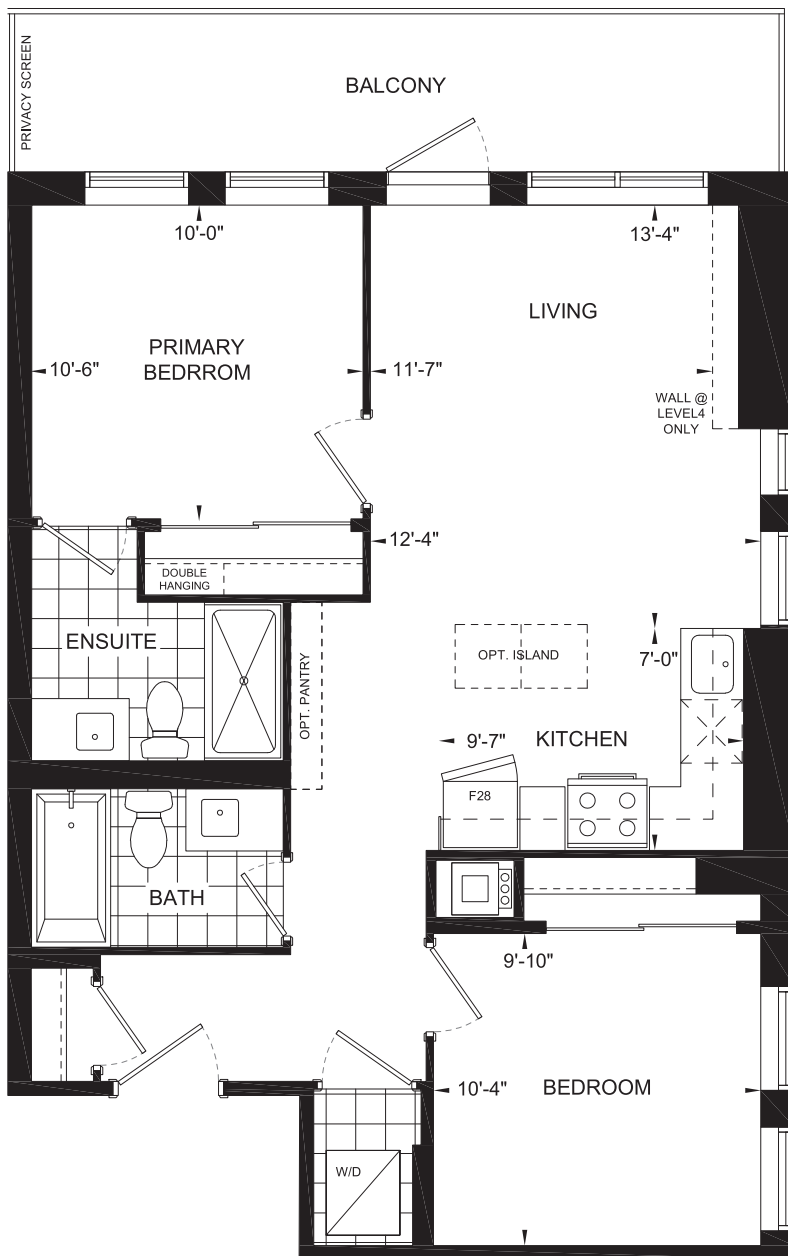 PRIVACY SCREEN
BALCONY
10'-0"
13'-4"
LIVING
PRIMARY
BEDRROM
10'-6"
11'-7"
WALL @
LEVEL4
ONLY
12'-4"
DOUBLE
HANGING
ENSUITE
OPT. PANTRY
OPT. ISLAND
7'-0"
9'-7"
KITCHEN
F28
BATH
9'-10"
10'-4"
BEDROOM
W/D